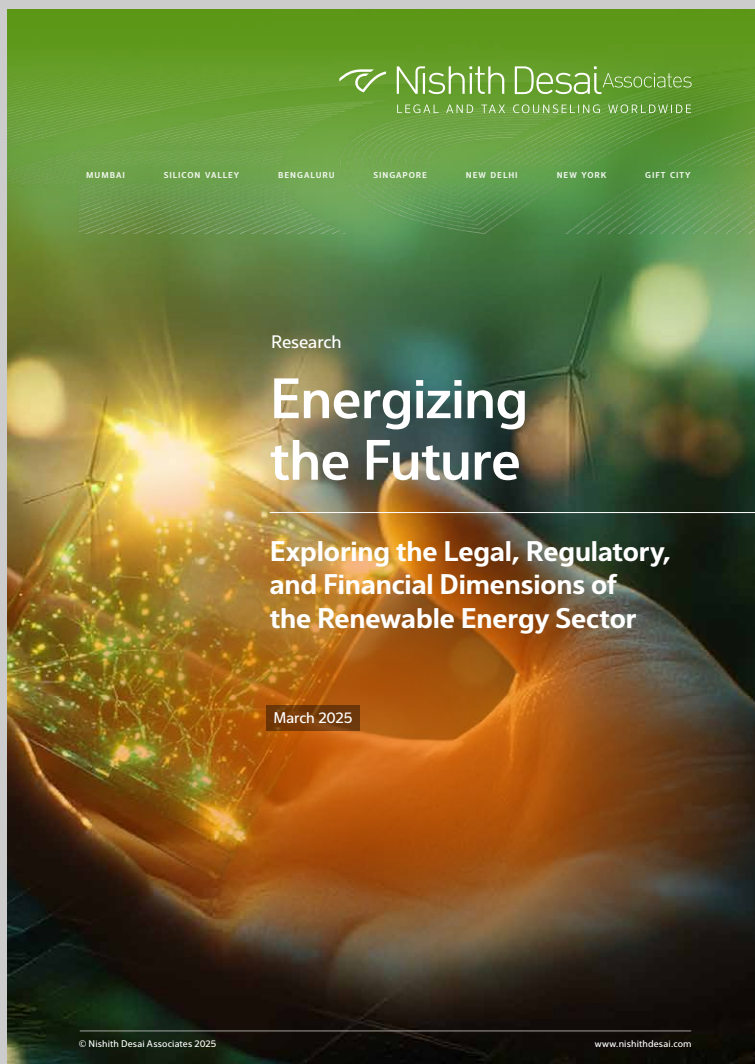 Nishith Desai Associates
LEGAL AND TAX COUNSELING WORLDWIDE
MUMBAI SILICON VALLEY BENGALURU SINGAPORE NEW DELHI NEW YORK GIFT CITY
Research
Energizing
the Future
Exploring the Legal, Regulatory,
and Financial Dimensions of
the Renewable Energy Sector
March 2025
© Nishith Desai Associates 2025 www.nishithdesai.com